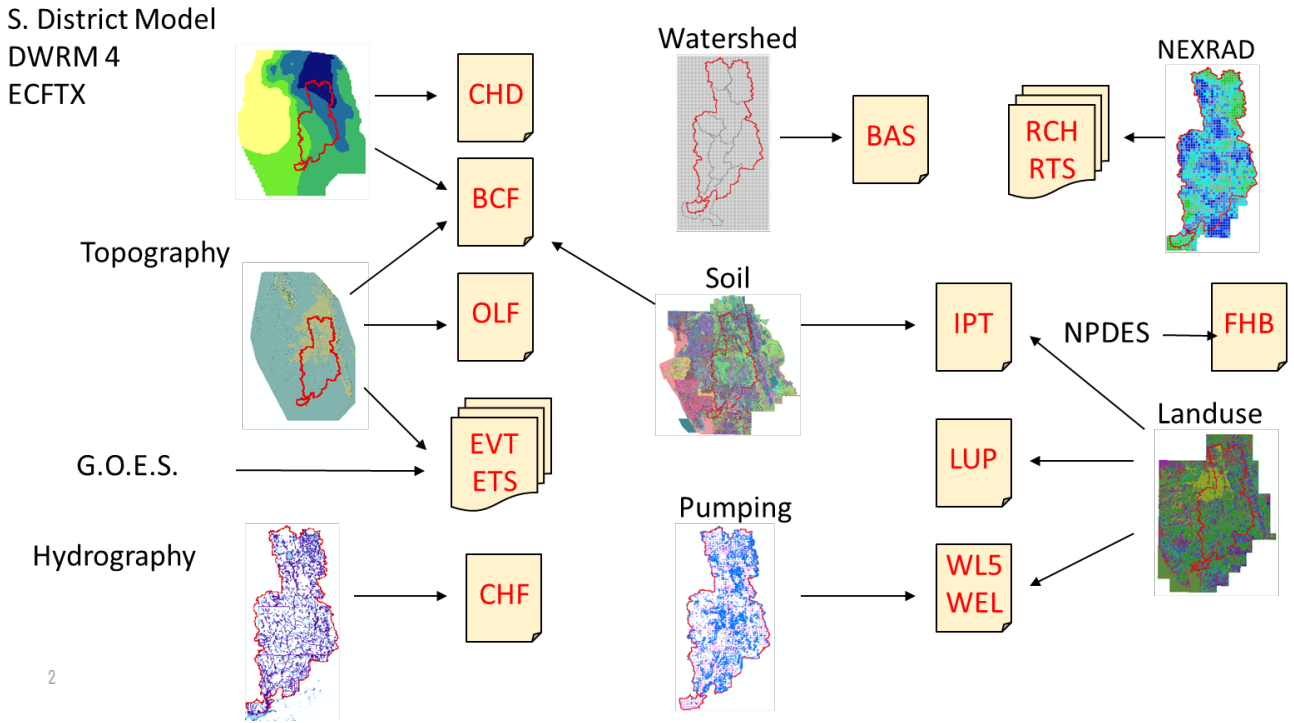 S. District Model
DWRM 4
ECFTX
CHD
BCF
Topography
OLF
EVT
ETS
G.O.E.S.
Hydrography
CHF
Watershed
BAS
NEXRAD
RCH
RTS
Soil
IPT
NPDES
FHB
Landuse
LUP
Pumping
WL5
WEL
2